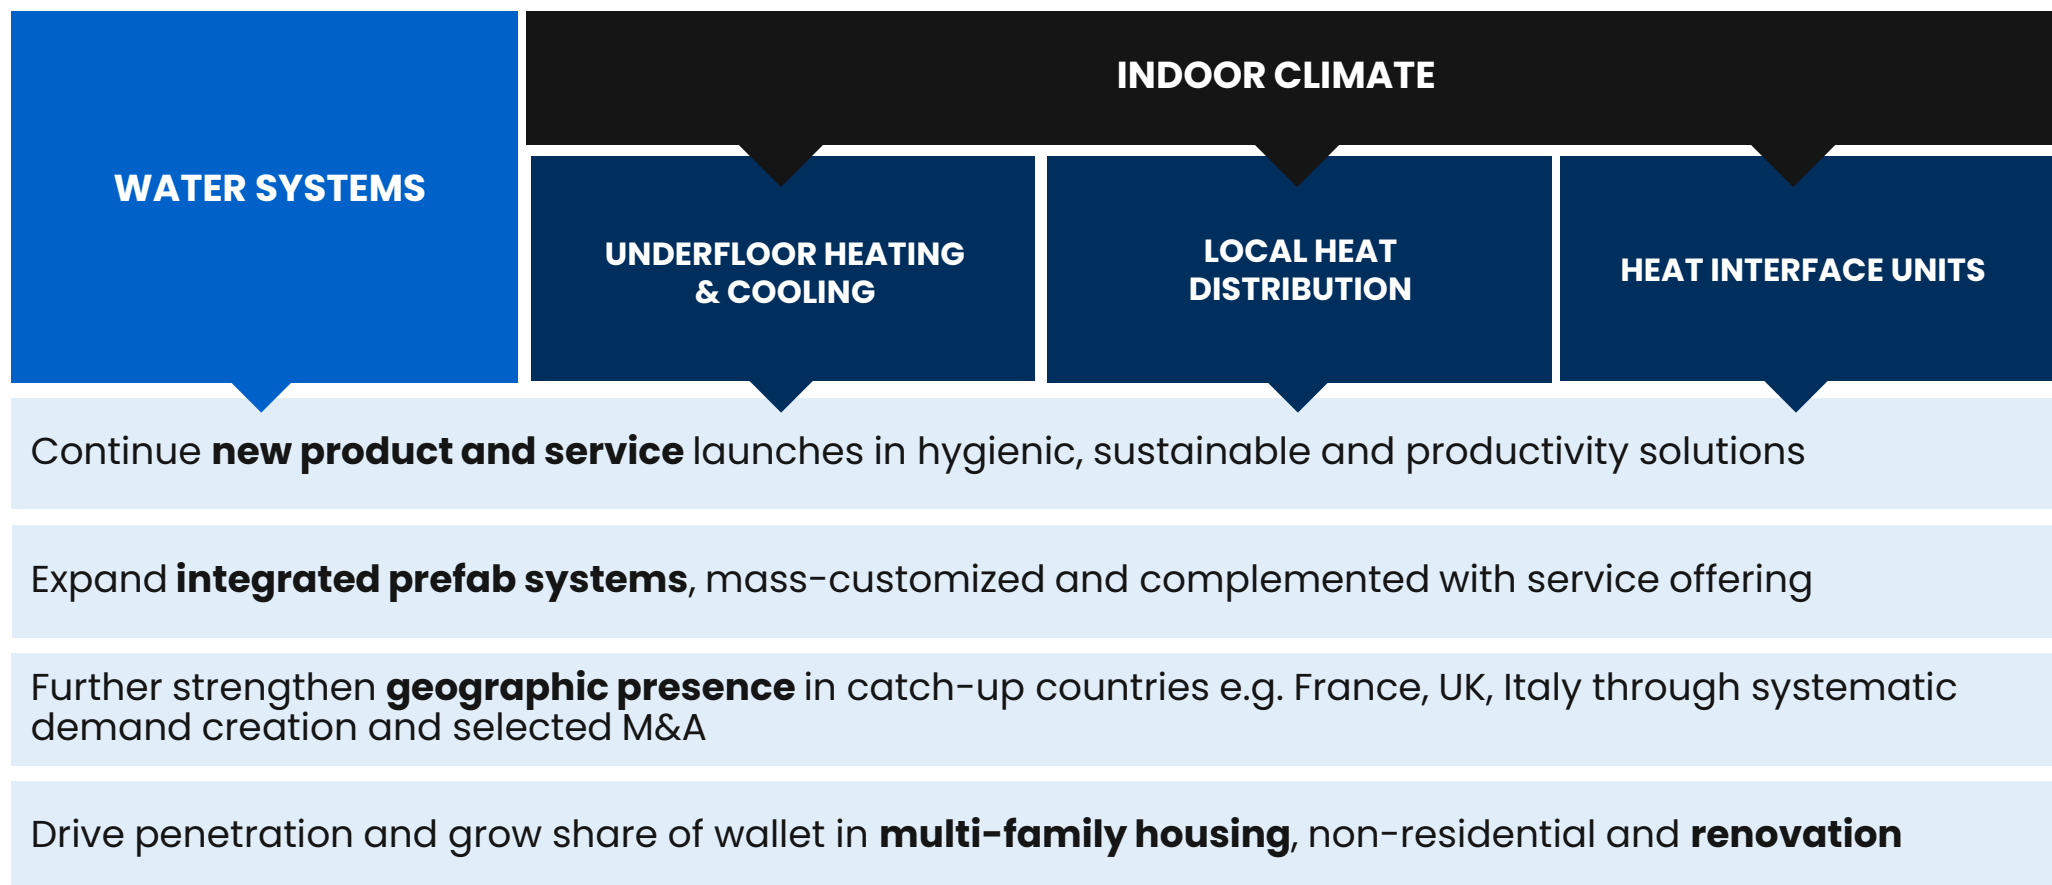 WATER SYSTEMS
INDOOR CLIMATE
UNDERFLOOR HEATING
& COOLING
LOCAL HEAT
DISTRIBUTION
HEAT INTERFACE UNITS
Continue new product and service launches in hygienic, sustainable and productivity solutions
Expand integrated prefab systems, mass-customized and complemented with service offering
Further strengthen geographic presence in catch-up countries e.g. France, UK, Italy through systematic
demand creation and selected M&A
Drive penetration and grow share of wallet in multi-family housing, non-residential and renovation